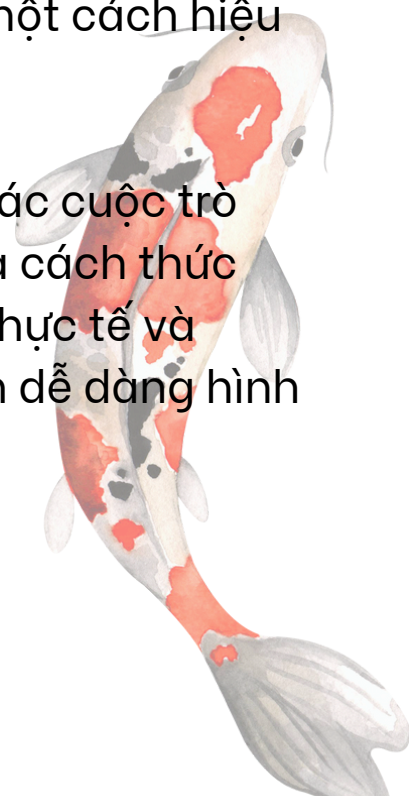 một cách hiệu
ác cuộc trò
à cách thức
hực tế và
n dễ dàng hình